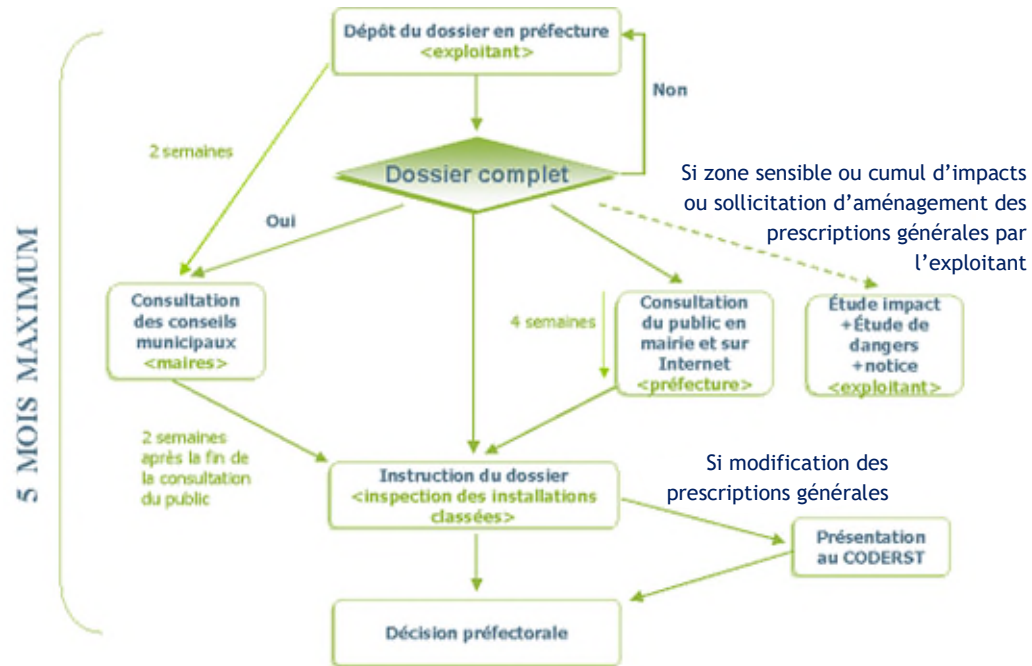 5 MOIS MAXIMUM
Dépôt du dossier en préfecture
<exploitant>
Non
2 semaines
Dossier complet
Oui
Si zone sensible ou cumul d’impacts
ou sollicitation d’aménagement des
prescriptions générales par
l’exploitant
Consultation
des conseils
municipaux
<maires>
4 semaines
Consultation
du public en
mairie et sur
Internet
<préfecture>
Étude impact
+Étude de
dangers
+notice
<exploitant>
2 semaines
après la fin de
la consultation
du public
Instruction du dossier
<inspection des installations
classées>
Si modification des
prescriptions générales
Présentation
au CODERST
Décision préfectorale